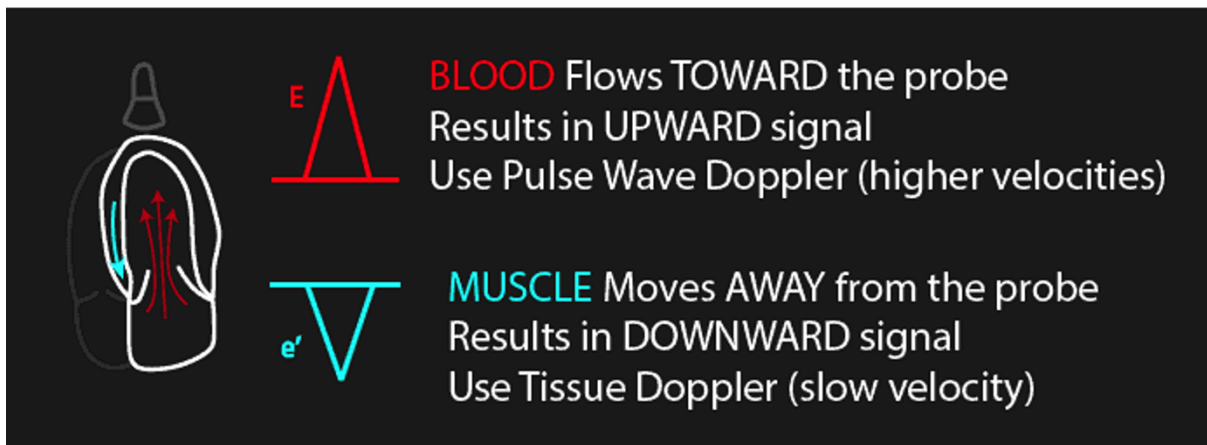 E
BLOOD Flows TOWARD the probe
Results in UPWARD signal
Use Pulse Wave Doppler (higher velocities)
e’
MUSCLE Moves AWAY from the probe
Results in DOWNWARD signal
Use Tissue Doppler (slow velocity)